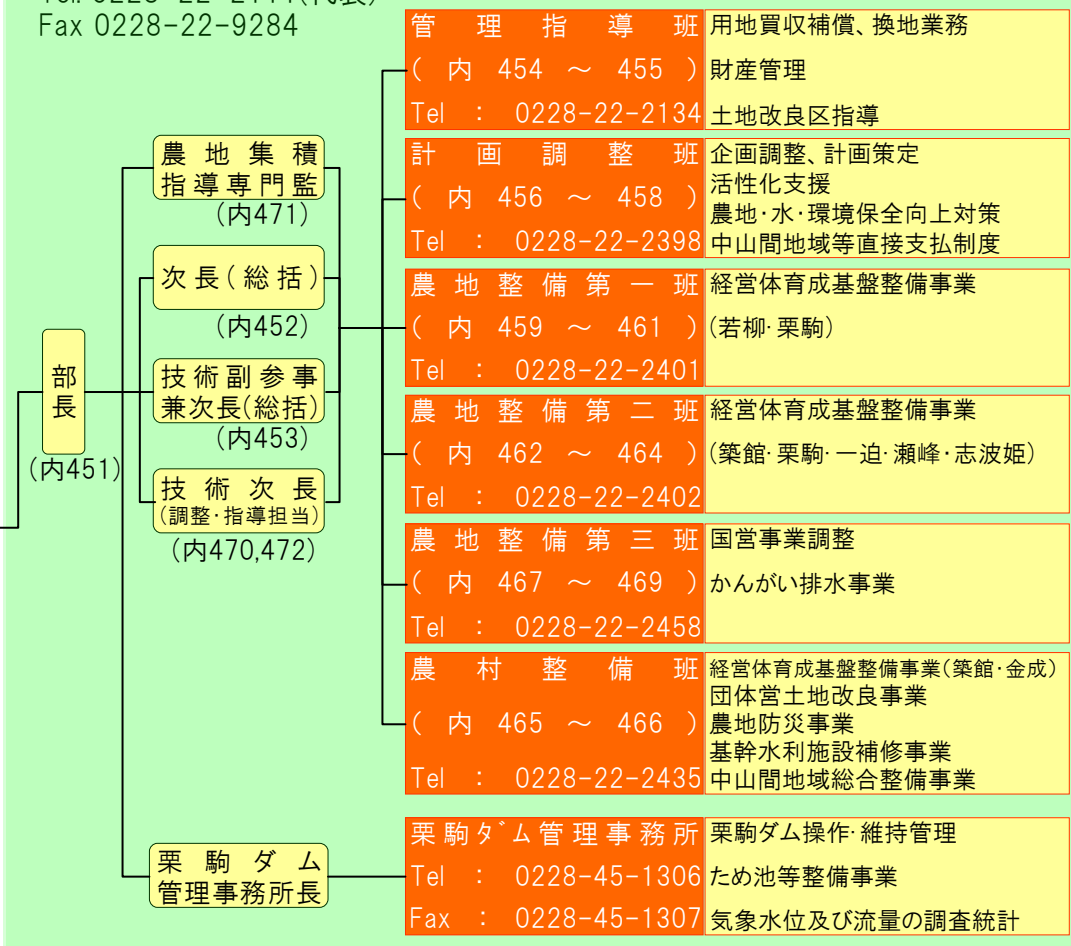 Fax 0228-22-9284
部長
(内451)
農地集積
指導専門監
(内471)
次長(総括)
(内452)
技術副参事
兼次長(総括)
(内453)
技術次長
(調整・指導担当)
(内470,472)
栗駒ダム
管理事務所長
管理指導班
(内 454 ～ 455)
Tel : 0228-22-2134
用地買収補償、換地業務
財産管理
土地改良区指導
計画調整班
(内 456 ～ 458)
Tel : 0228-22-2398
企画調整、計画策定
活性化支援
農地・水・環境保全向上対策
中山間地域等直接支払制度
農地整備第一班
(内 459 ～ 461)
Tel : 0228-22-2401
経営体育成基盤整備事業
(若柳・栗駒)
農地整備第二班
(内 462 ～ 464)
Tel : 0228-22-2402
経営体育成基盤整備事業
(築館・栗駒・一迫・瀬峰・志波姫)
農地整備第三班
(内 467 ～ 469)
Tel : 0228-22-2458
国営事業調整
かんがい排水事業
農村整備班
(内 465 ～ 466)
Tel : 0228-22-2435
経営体育成基盤整備事業(築館・金成)
団体営土地改良事業
農地防災事業
基幹水利施設補修事業
中山間地域総合整備事業
栗駒ダム管理事務所
Tel : 0228-45-1306
Fax : 0228-45-1307
栗駒ダム操作・維持管理
ため池等整備事業
気象水位及び流量の調査統計